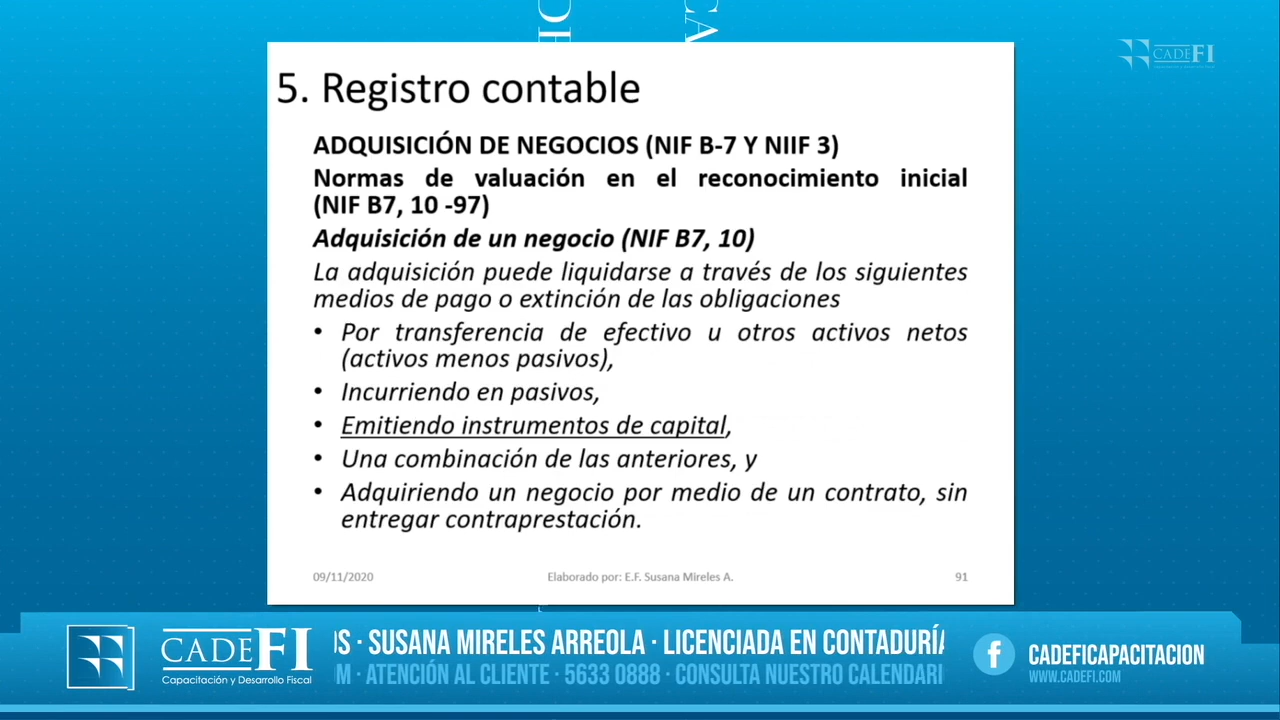 CADEFI
5. Registro contable
ADQUISICIÓN DE NEGOCIOS (NIF B-7 Y NIIF 3)
Normas de valuación en el reconocimiento inicial
(NIF B7, 10 -97)
Adquisición de un negocio (NIF B7, 10)
La adquisición puede liquidarse a través de los siguientes
medios de pago o extinción de las obligaciones
• Por transferencia de efectivo u otros activos netos
(activos menos pasivos),
• Incurriendo en pasivos,
• Emitiendo instrumentos de capital,
• Una combinación de las anteriores, y
• Adquiriendo un negocio por medio de un contrato, sin
entregar contraprestación.
09/11/2020 Elaborado por: E.F. Susana Mireles A. 91
CADEFI
Capacitación y Desarrollo Fiscal
OS · SUSANA MIRELES ARREOLA · LICENCIADA EN CONTADURÍA
M · ATENCIÓN AL CLIENTE · 5633 0888 · CONSULTA NUESTRO CALENDARI
f CADEFICAPACITACION
WWW.CADEFI.COM